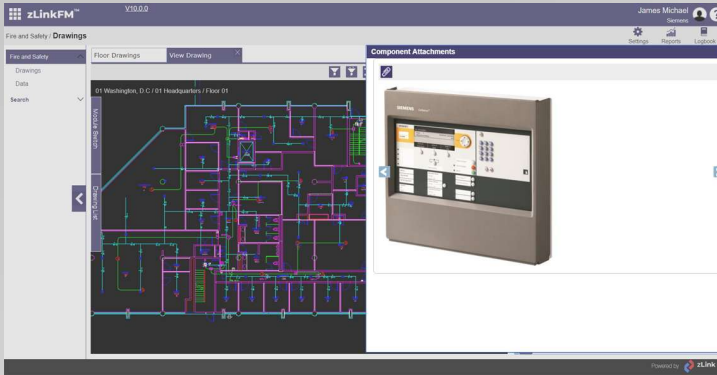 zLinkFM™
V10.0.0
James Michael
Siemens
Fire and Safety / Drawings
Settings
Reports
Logbook
Fire and Safety
Drawings
Data
Search
Floor Drawings
View Drawing
X
Component Attachments
01 Washington, D.C / 01 Headquarters / Floor 01
Module Switch
Drawing List
SIEMENS
Powered by
zLink